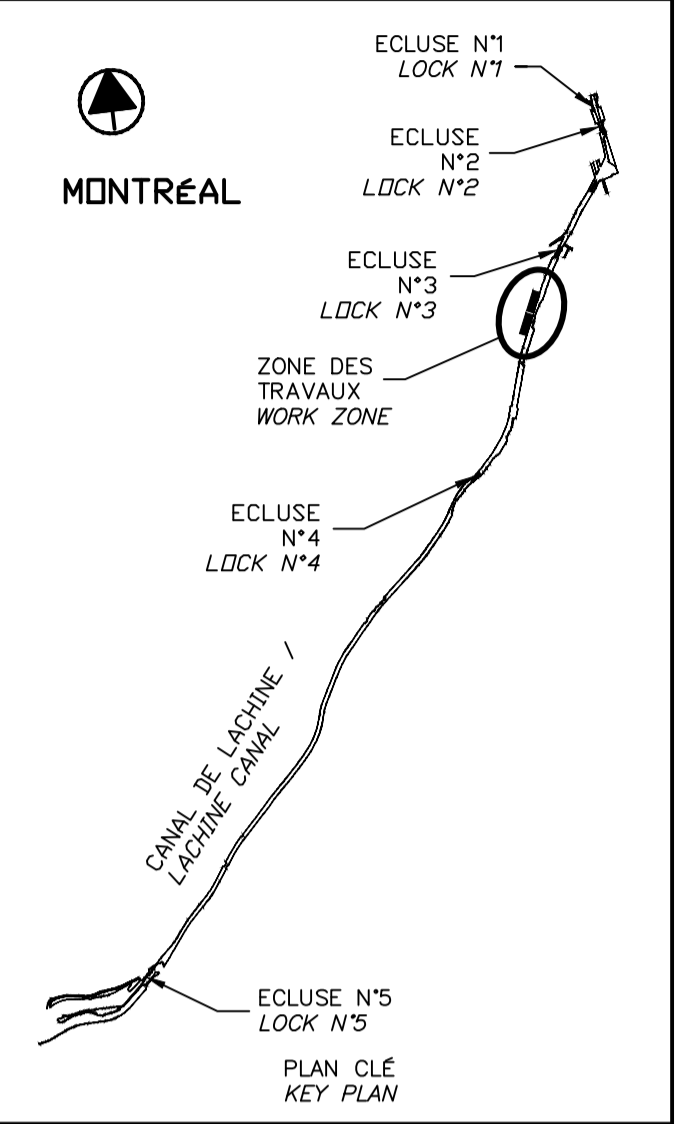 ECLUSE N°1
LOCK N°1
MONTRÉAL
ECLUSE
N°2
LOCK N°2
ECLUSE
N°3
LOCK N°3
ZONE DES
TRAVAUX
WORK ZONE
ECLUSE
N°4
LOCK N°4
CANAL DE LACHINE /
LACHINE CANAL
ECLUSE N°5
LOCK N°5
PLAN CLÉ
KEY PLAN